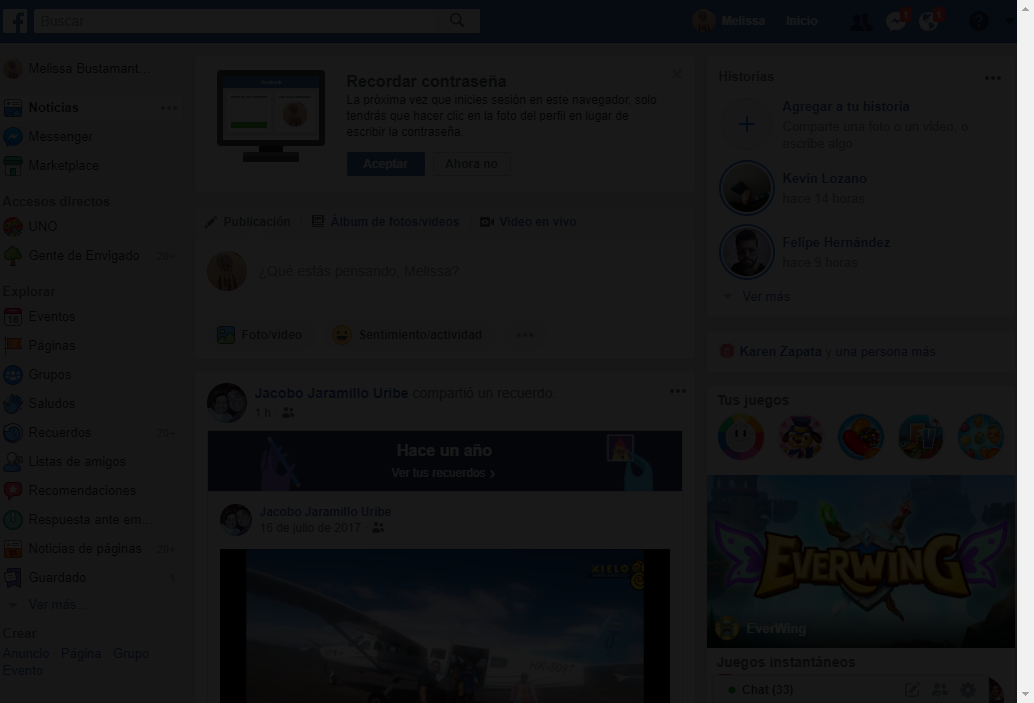 Buscar
Melissa
Inicio
Melissa Bustamant...
Noticias
Messenger
Marketplace
Accesos directos
UNO
Gente de Envigado 20+
Explorar
Eventos
Páginas
Grupos
Saludos
Recuerdos 20+
Listas de amigos
Recomendaciones
Respuesta ante em...
Noticias de páginas 20+
Guardado 1
Ver más...
Crear
Anuncio Página Grupo
Evento
Recordar contraseña
La próxima vez que inicies sesión en este navegador, solo
tendrás que hacer clic en la foto del perfil en lugar de
escribir la contraseña.
Aceptar
Ahora no
Publicación
Álbum de fotos/videos
Video en vivo
¿Qué estás pensando, Melissa?
Foto/video
Sentimiento/actividad
Jacobo Jaramillo Uribe compartió un recuerdo.
1 h
Hace un año
Ver tus recuerdos
Jacobo Jaramillo Uribe
16 de julio de 2017
XIELO
Historias
Agregar a tu historia
Comparte una foto o un video, o
escribe algo
Kevin Lozano
hace 14 horas
Felipe Hernández
hace 9 horas
Ver más
Karen Zapata y una persona más
Tus juegos
EVERWING
EverWing
Juegos instantáneos
Chat (33)